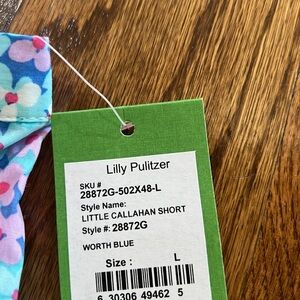 Lilly Pulitzer
SKU #
28872G-502X48-L
Style Name:
LITTLE CALLAHAN SHORT
Style #: 28872G
WORTH BLUE
Size : L
6 30306 49462 5